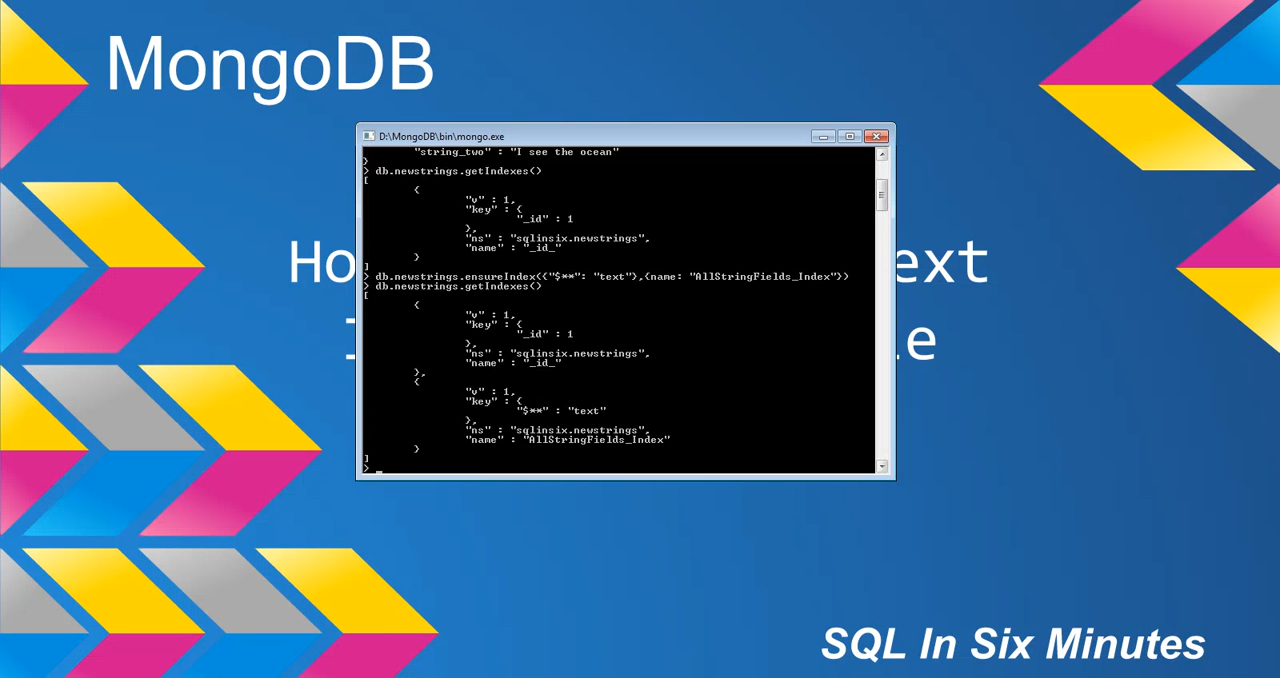 MongoDB
D:\MongoDB\bin\mongo.exe
"string_two" : "I see the ocean"
}
> db.newstrings.getIndexes()
[
{
"v" : 1,
"key" : {
"_id" : 1
},
"ns" : "sqlinsix.newstrings",
"name" : "_id_"
}
]
> db.newstrings.ensureIndex({"$**": "text"},{name: "AllStringFields_Index"})
> db.newstrings.getIndexes()
[
{
"v" : 1,
"key" : {
"_id" : 1
},
"ns" : "sqlinsix.newstrings",
"name" : "_id_"
},
{
"v" : 1,
"key" : {
"$**" : "text"
},
"ns" : "sqlinsix.newstrings",
"name" : "AllStringFields_Index"
}
]
> _
SQL In Six Minutes